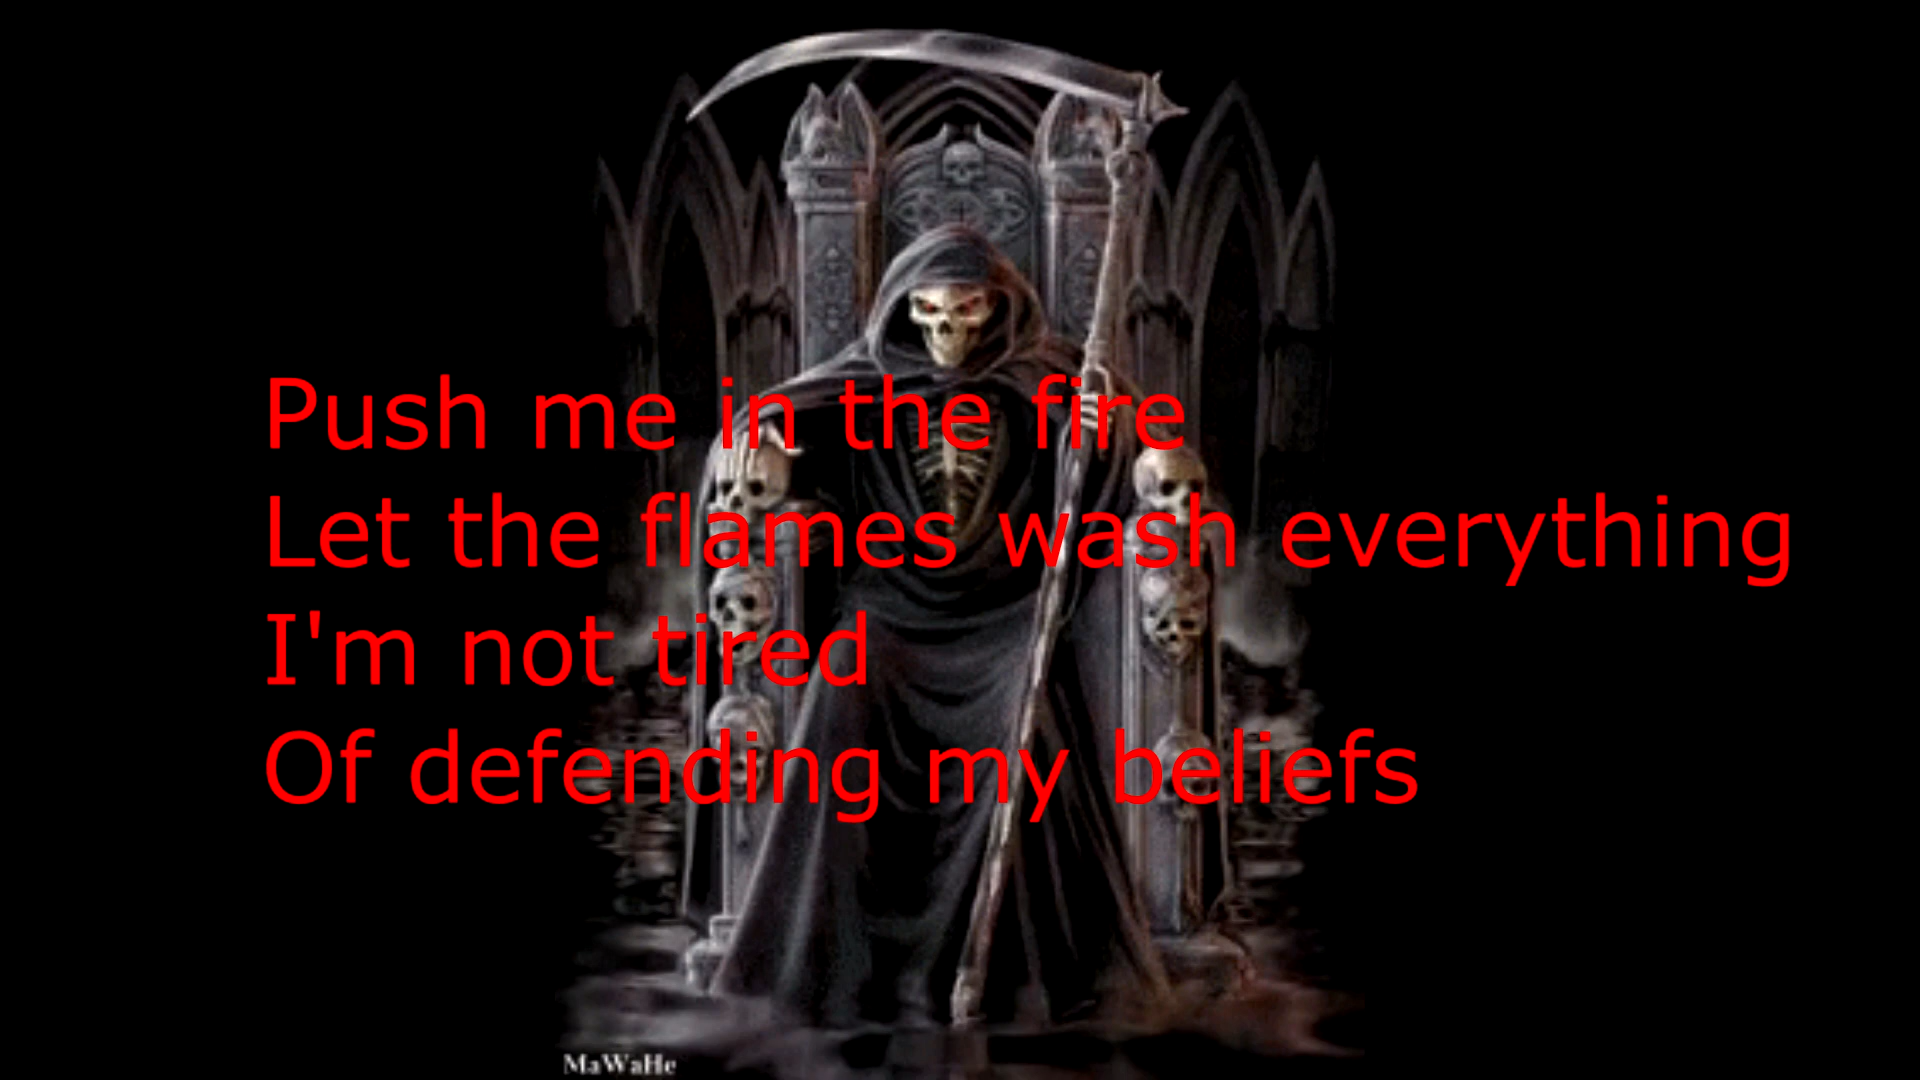 Push me in the fire
Let the flames wash everything
I'm not tired
Of defending my beliefs
MaWaHe